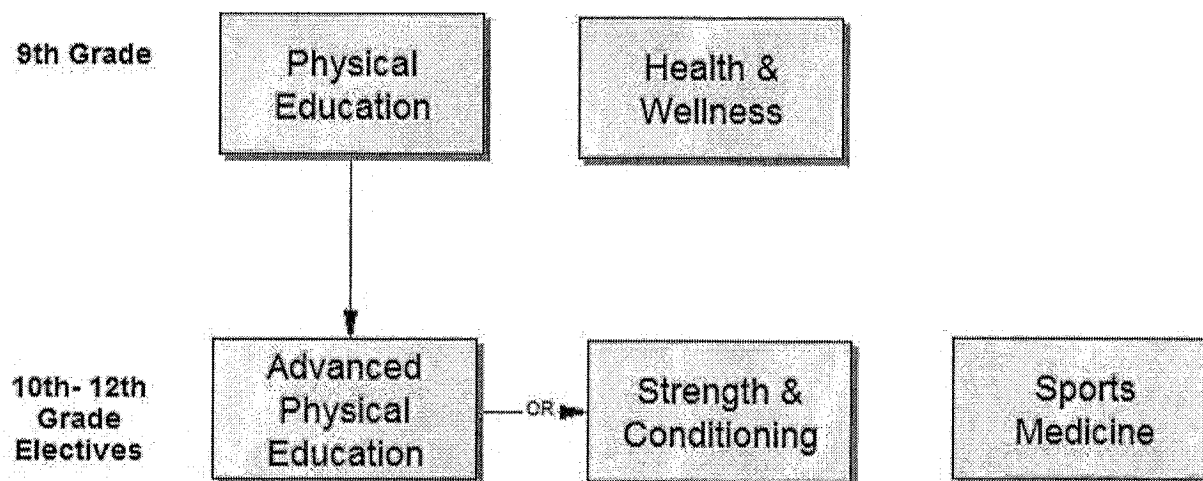 9th Grade
Physical
Education
Health &
Wellness
10th- 12th
Grade
Electives
Advanced
Physical
Education
OR
Strength &
Conditioning
Sports
Medicine